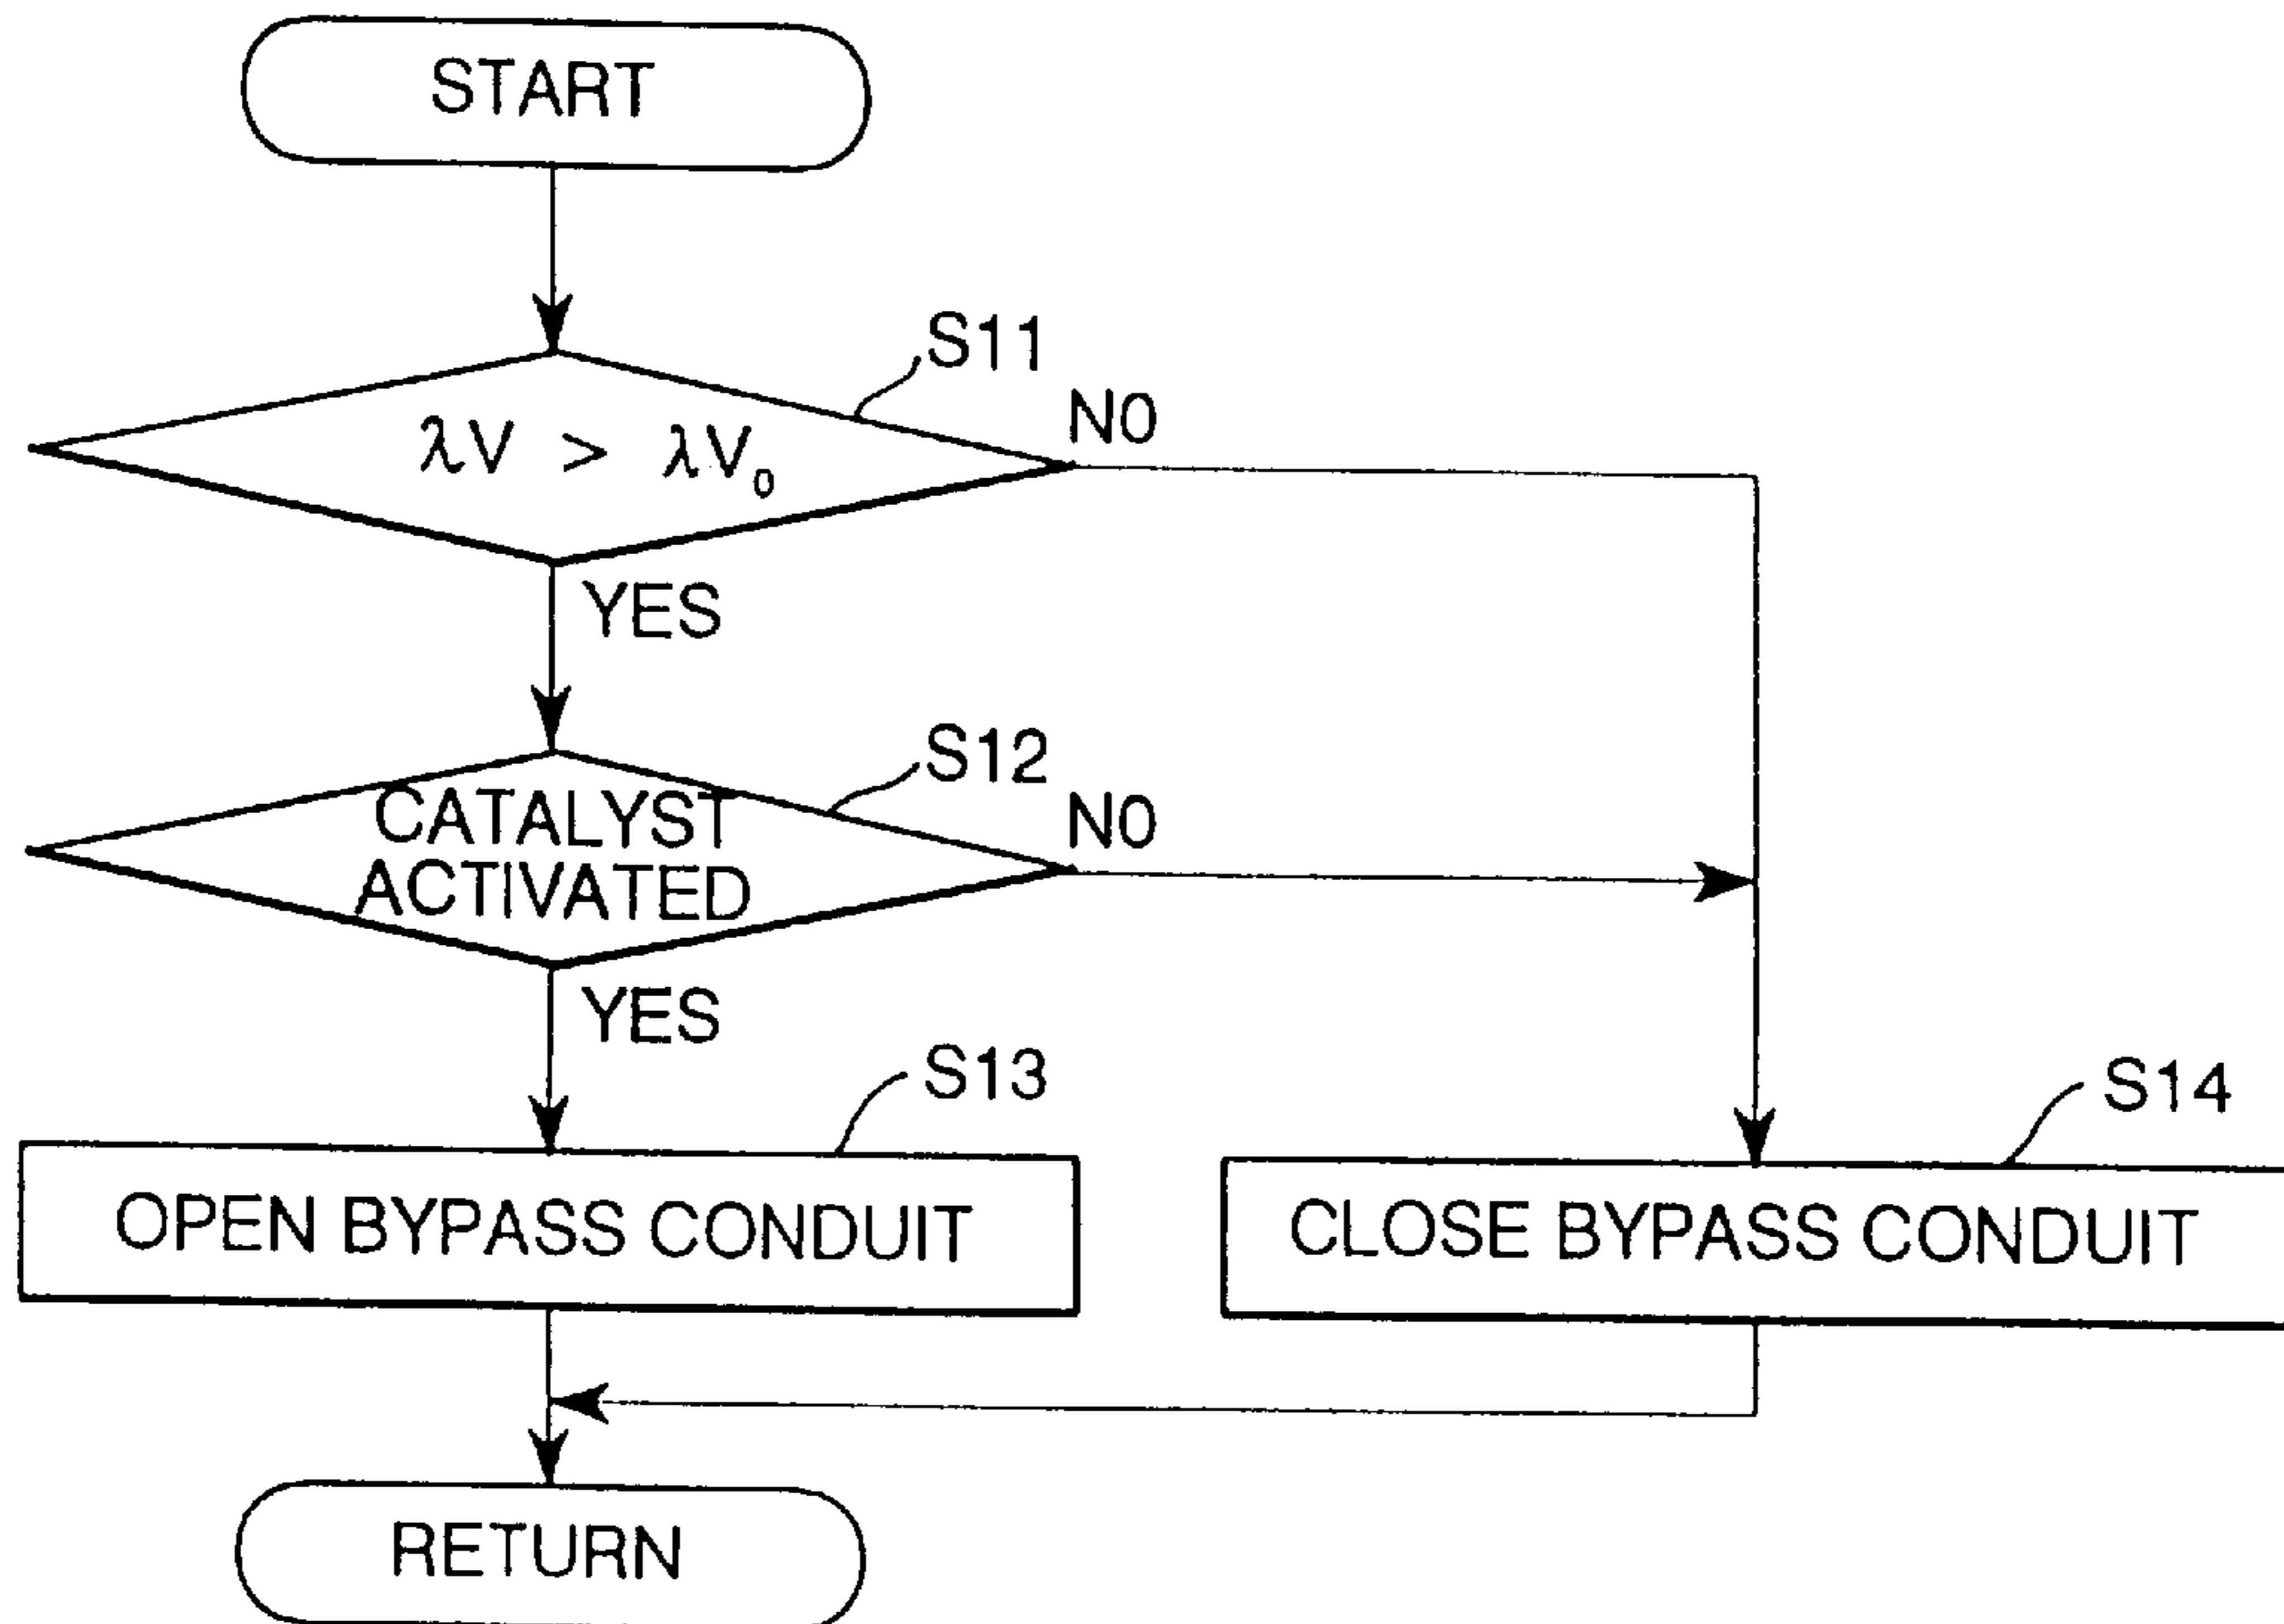 START
S11
λV > λV₀
NO
YES
S12
CATALYST
ACTIVATED
NO
YES
S13
S14
OPEN BYPASS CONDUIT
CLOSE BYPASS CONDUIT
RETURN